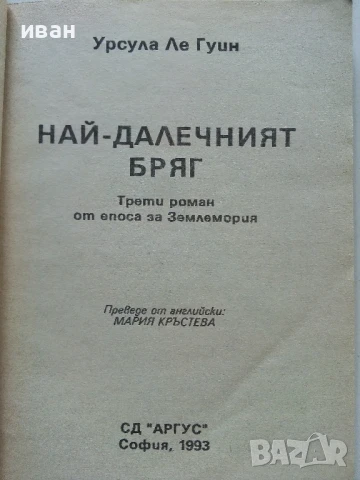 иван
Урсула Ле Гуин
НАЙ-ДАЛЕЧНИЯТ
БРЯГ
Трети роман
от епоса за Землемория
Преведе от английски:
МАРИЯ КРЪСТЕВА
СД "АРГУС"
София, 1993
BAZAR